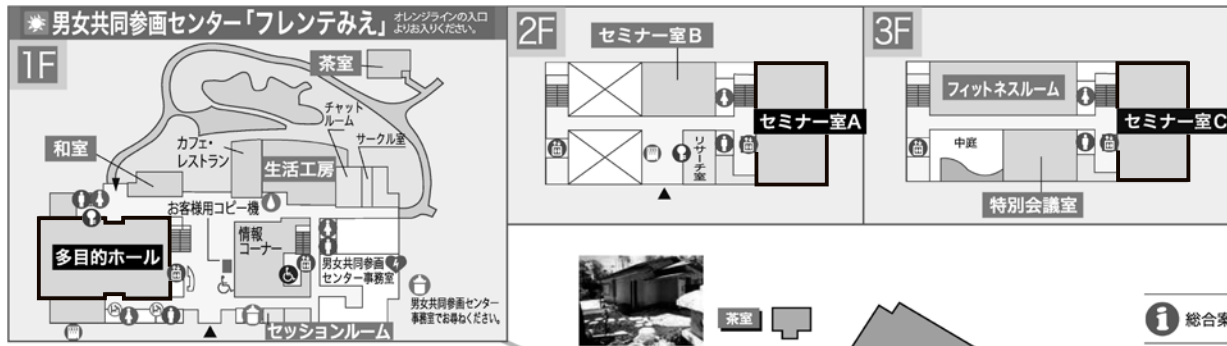 男女共同参画センター「フレンテみえ」
オレンジラインの入口
よりお入りください。
1F
茶室
チャット
ルーム
サークル室
カフェ・
レストラン
和室
生活工房
お客様用コピー機
情報
コーナー
多目的ホール
男女共同参画
センター事務室
男女共同参画センター
事務室でお尋ねください。
セッションルーム
2F
セミナー室B
セミナー室A
リサーチ室
3F
フィットネスルーム
セミナー室C
中庭
特別会議室
茶室
i 総合案